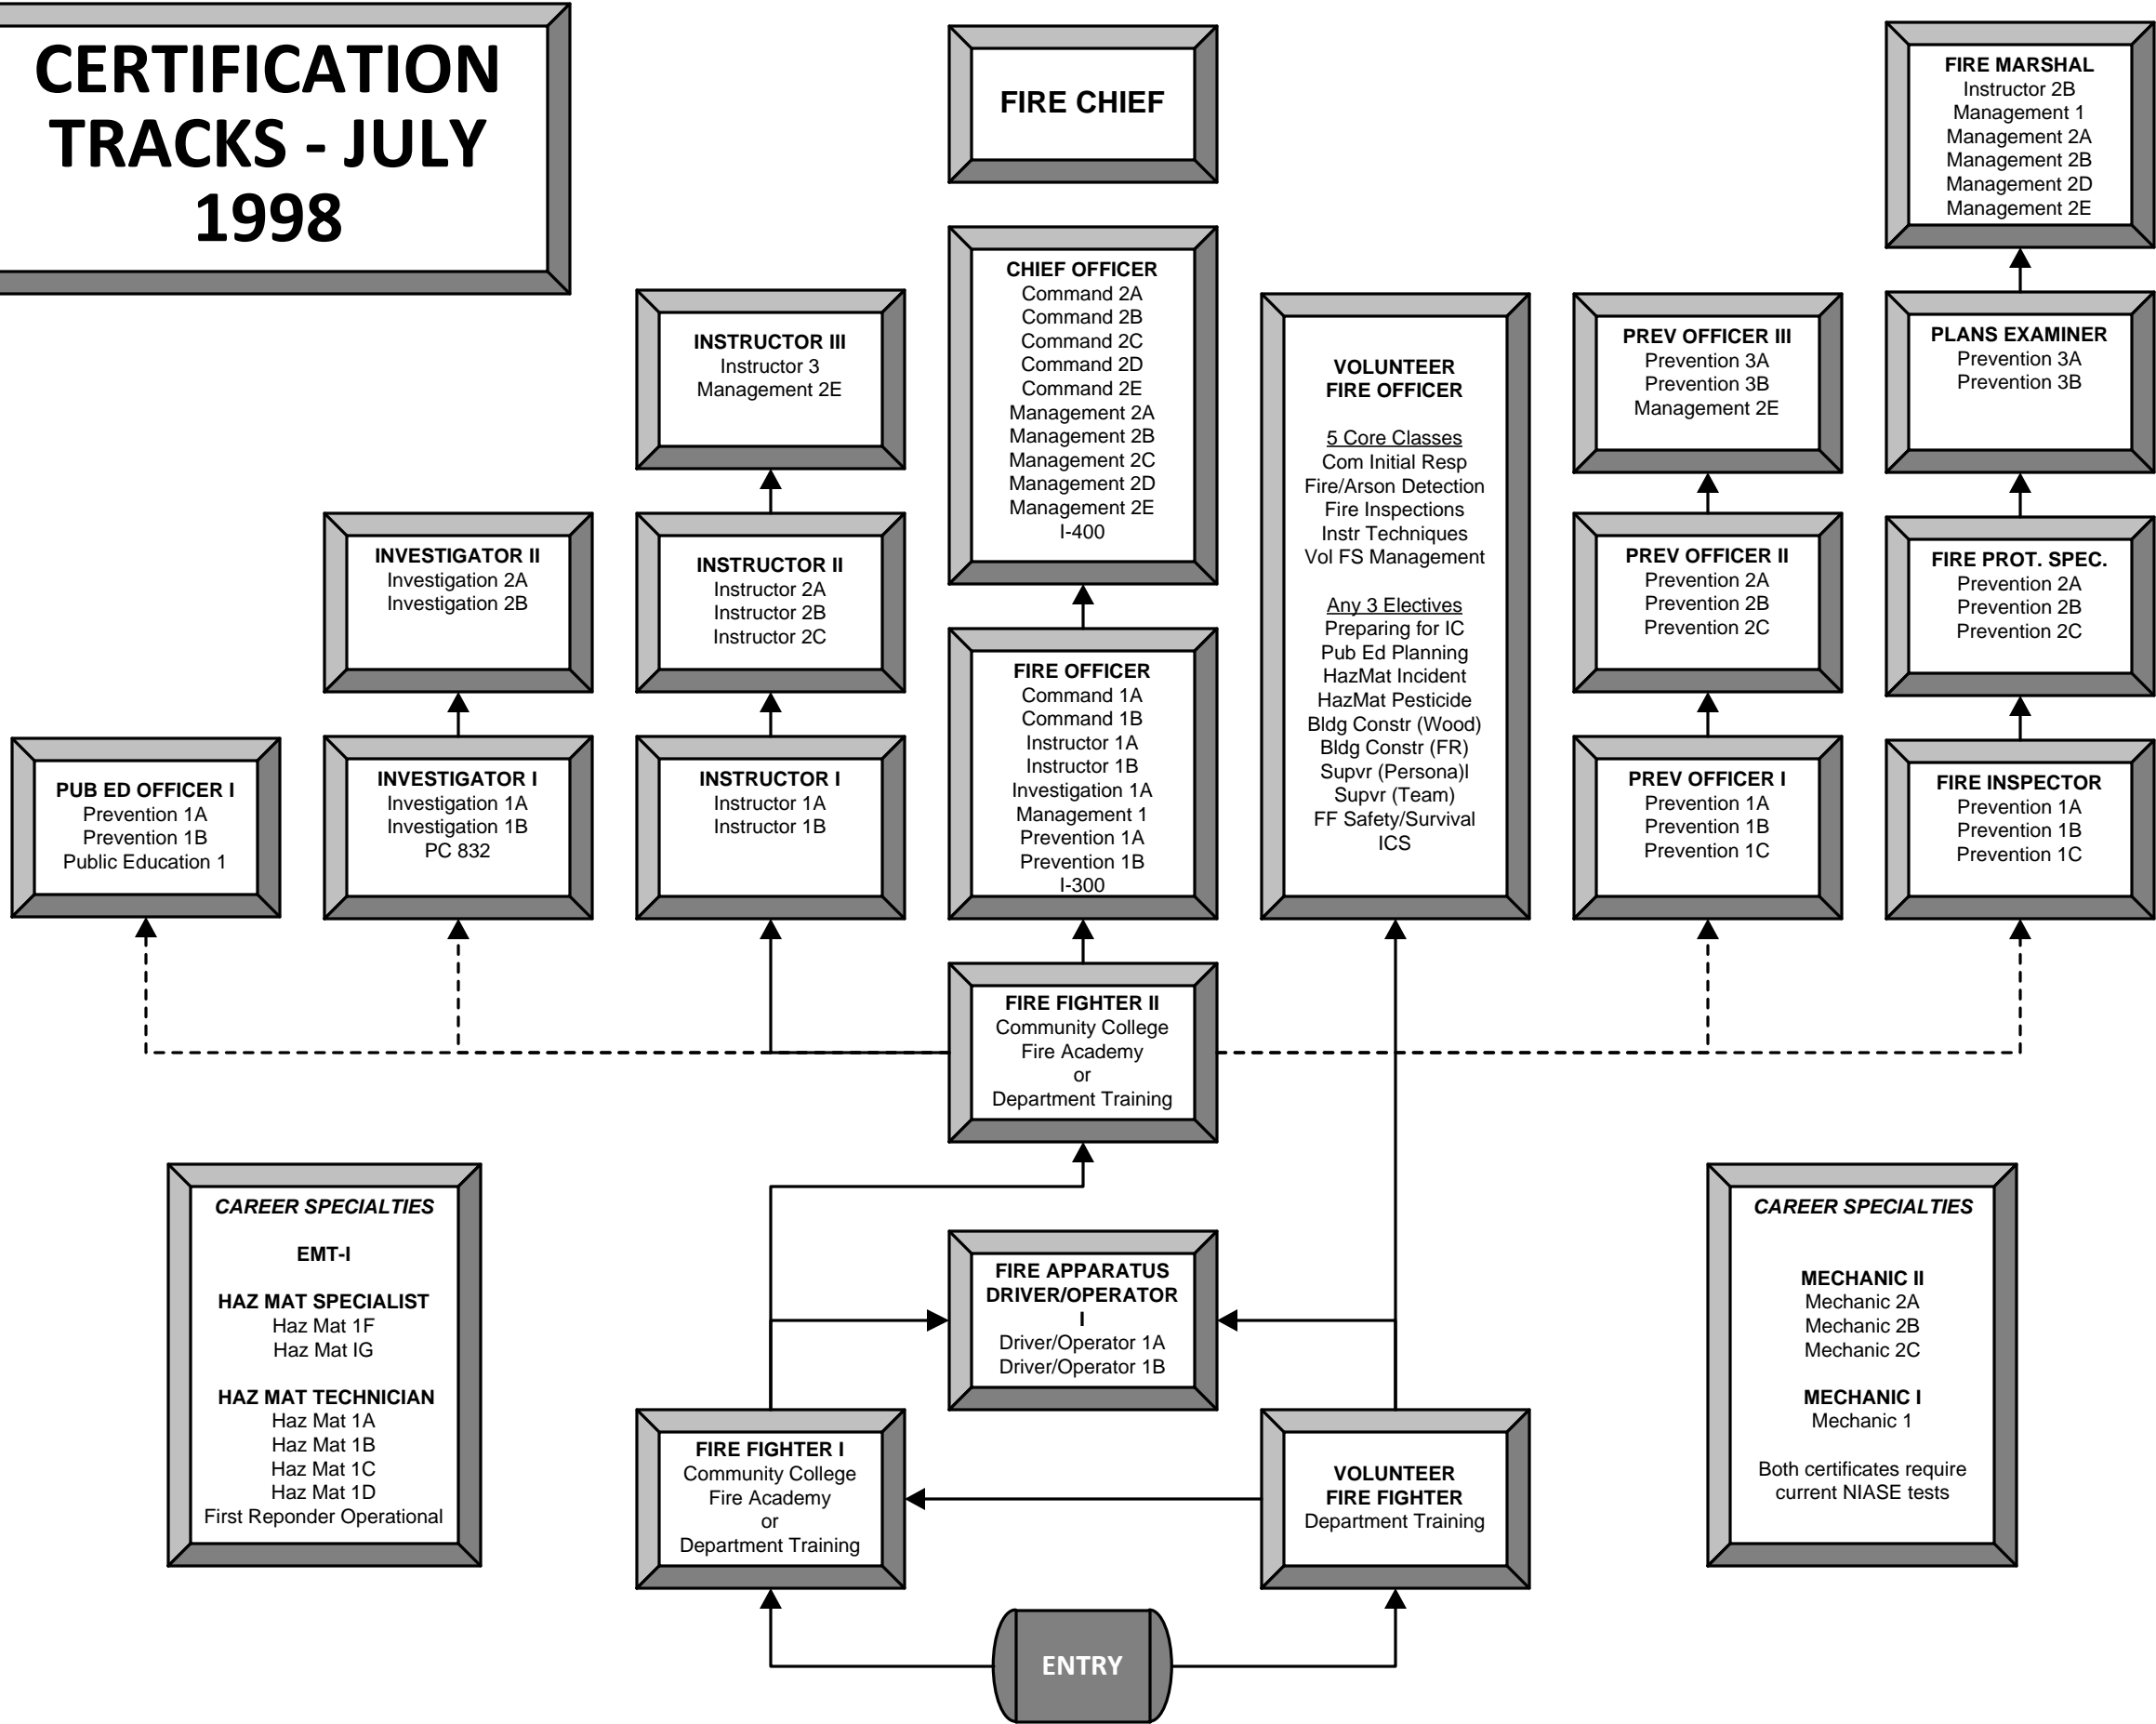 CERTIFICATION
TRACKS - JULY
1998
FIRE CHIEF
FIRE MARSHAL
Instructor 2B
Management 1
Management 2A
Management 2B
Management 2D
Management 2E
CHIEF OFFICER
Command 2A
Command 2B
Command 2C
Command 2D
Command 2E
Management 2A
Management 2B
Management 2C
Management 2D
Management 2E
I-400
INSTRUCTOR III
Instructor 3
Management 2E
VOLUNTEER
FIRE OFFICER
5 Core Classes
Com Initial Resp
Fire/Arson Detection
Fire Inspections
Instr Techniques
Vol FS Management
Any 3 Electives
Preparing for IC
Pub Ed Planning
HazMat Incident
HazMat Pesticide
Bldg Constr (Wood)
Bldg Constr (FR)
Supvr (Persona)l
Supvr (Team)
FF Safety/Survival
ICS
PREV OFFICER III
Prevention 3A
Prevention 3B
Management 2E
PLANS EXAMINER
Prevention 3A
Prevention 3B
INVESTIGATOR II
Investigation 2A
Investigation 2B
INSTRUCTOR II
Instructor 2A
Instructor 2B
Instructor 2C
PREV OFFICER II
Prevention 2A
Prevention 2B
Prevention 2C
FIRE PROT. SPEC.
Prevention 2A
Prevention 2B
Prevention 2C
FIRE OFFICER
Command 1A
Command 1B
Instructor 1A
Instructor 1B
Investigation 1A
Management 1
Prevention 1A
Prevention 1B
I-300
PUB ED OFFICER I
Prevention 1A
Prevention 1B
Public Education 1
INVESTIGATOR I
Investigation 1A
Investigation 1B
PC 832
INSTRUCTOR I
Instructor 1A
Instructor 1B
PREV OFFICER I
Prevention 1A
Prevention 1B
Prevention 1C
FIRE INSPECTOR
Prevention 1A
Prevention 1B
Prevention 1C
FIRE FIGHTER II
Community College
Fire Academy
or
Department Training
CAREER SPECIALTIES
EMT-I
HAZ MAT SPECIALIST
Haz Mat 1F
Haz Mat IG
HAZ MAT TECHNICIAN
Haz Mat 1A
Haz Mat 1B
Haz Mat 1C
Haz Mat 1D
First Reponder Operational
FIRE APPARATUS
DRIVER/OPERATOR
I
Driver/Operator 1A
Driver/Operator 1B
CAREER SPECIALTIES
MECHANIC II
Mechanic 2A
Mechanic 2B
Mechanic 2C
MECHANIC I
Mechanic 1
Both certificates require
current NIASE tests
FIRE FIGHTER I
Community College
Fire Academy
or
Department Training
VOLUNTEER
FIRE FIGHTER
Department Training
ENTRY